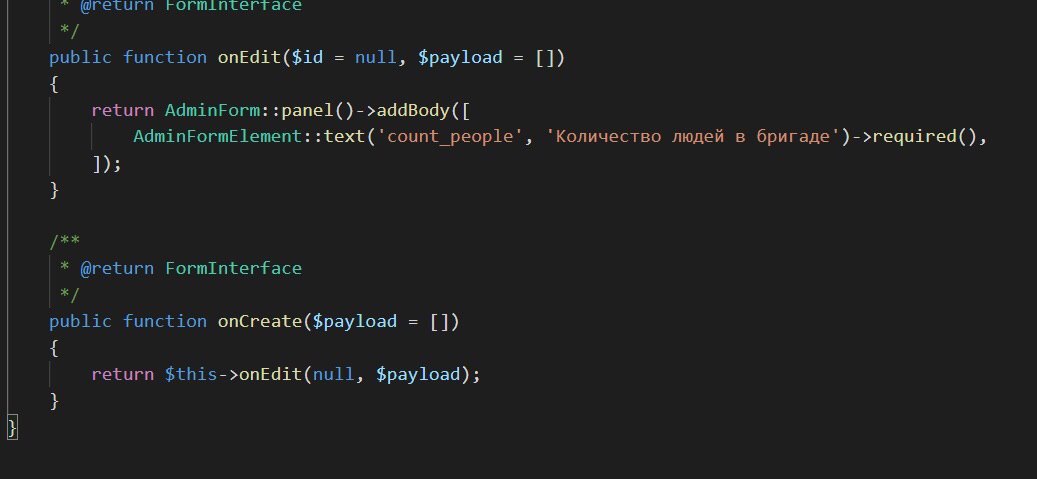 * @return FormInterface
*/
public function onEdit($id = null, $payload = [])
{
return AdminForm::panel()->addBody([
AdminFormElement::text('count_people', 'Количество людей в бригаде')->required(),
]);
}
/**
* @return FormInterface
*/
public function onCreate($payload = [])
{
return $this->onEdit(null, $payload);
}
}